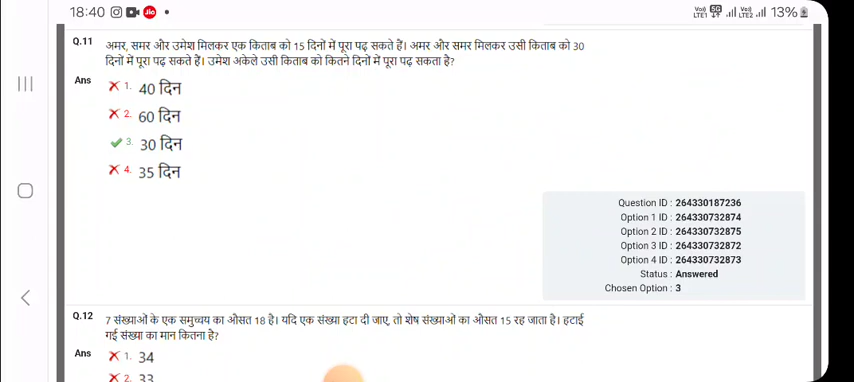 18:40 Jio Vo)) LTE1 5G Vo)) LTE2 13%
Q.11 अमर, समर और उमेश मिलकर एक किताब को 15 दिनों में पूरा पढ़ सकते हैं। अमर और समर मिलकर उसी किताब को 30
दिनों में पूरा पढ़ सकते हैं। उमेश अकेले उसी किताब को कितने दिनों में पूरा पढ़ सकता है?
Ans
1. 40 दिन
2. 60 दिन
3. 30 दिन
4. 35 दिन
Question ID : 264330187236
Option 1 ID : 264330732874
Option 2 ID : 264330732875
Option 3 ID : 264330732872
Option 4 ID : 264330732873
Status : Answered
Chosen Option : 3
Q.12 7 संख्याओं के एक समुच्चय का औसत 18 है। यदि एक संख्या हटा दी जाए, तो शेष संख्याओं का औसत 15 रह जाता है। हटाई
गई संख्या का मान कितना है?
Ans
1. 34
2. 33